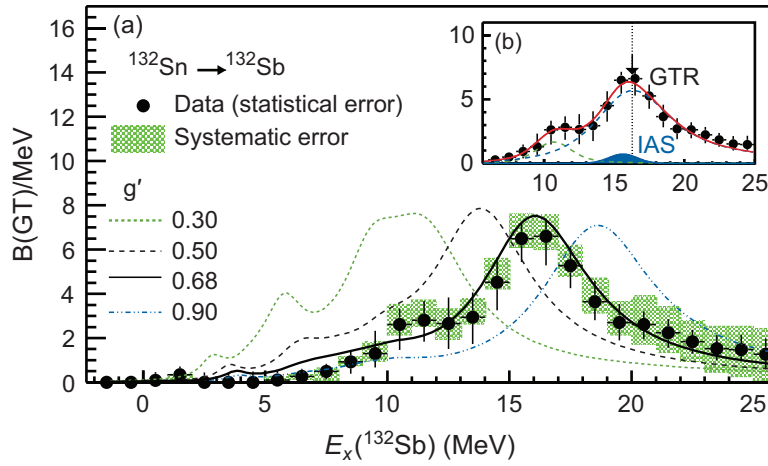 (a)
¹³²Sn → ¹³²Sb
Data (statistical error)
Systematic error
g′
0.30
0.50
0.68
0.90
B(GT)/MeV
16
14
12
10
8
6
4
2
0
0 5 10 15 20 25
Eₓ(¹³²Sb) (MeV)
(b)
GTR
IAS
10
5
0
10 15 20 25